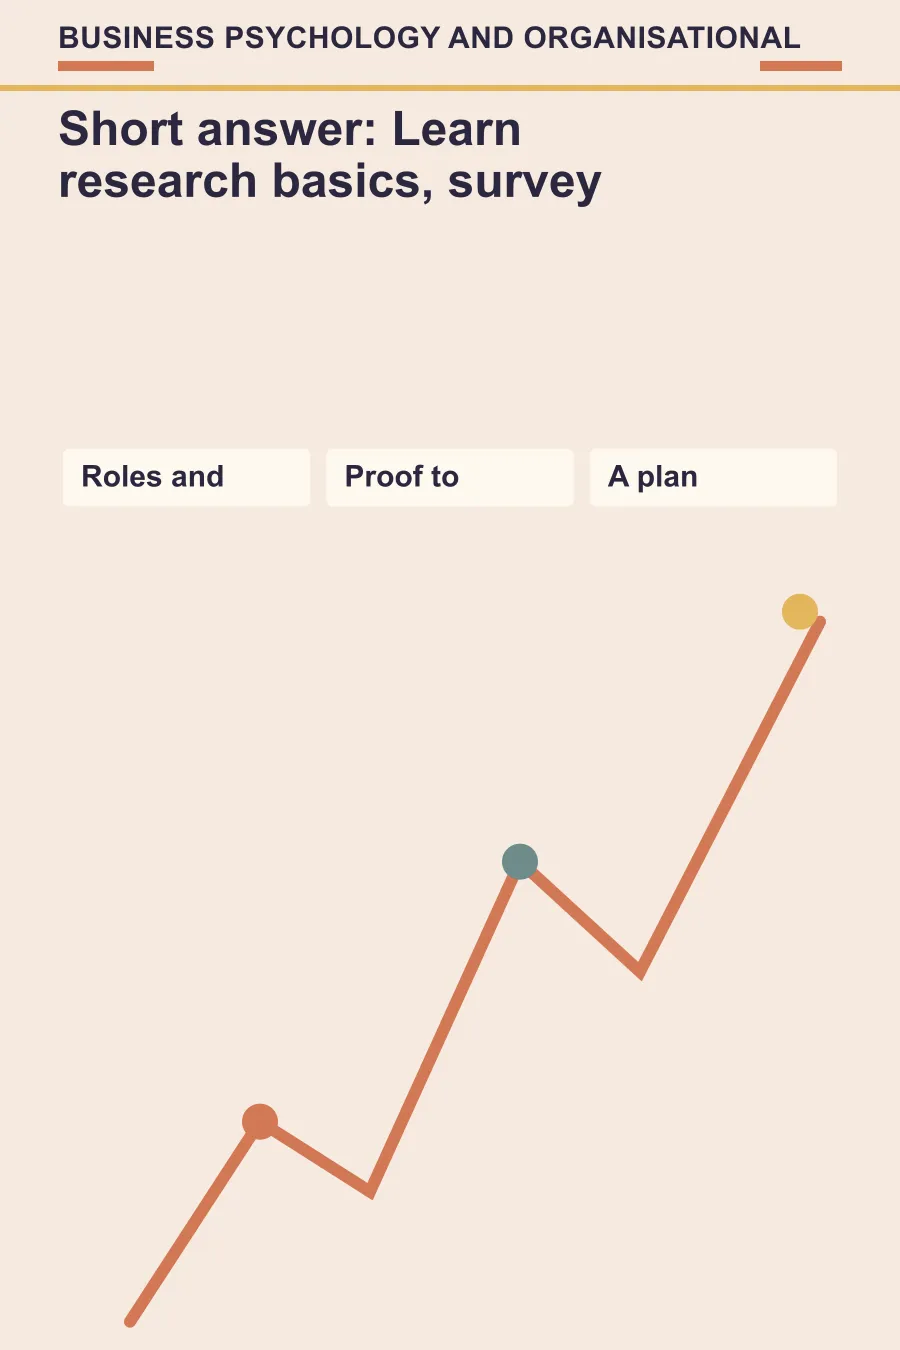 BUSINESS PSYCHOLOGY AND ORGANISATIONAL
Short answer: Learn
research basics, survey
Roles and
Proof to
A plan